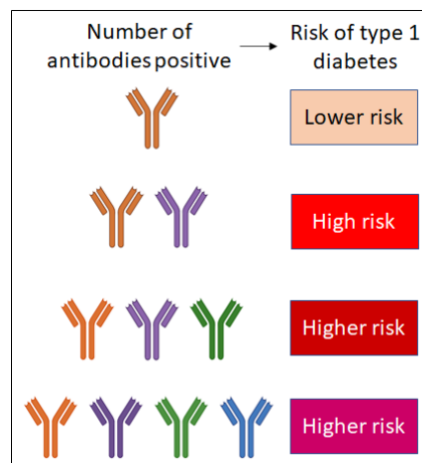 Number of
antibodies positive
Risk of type 1
diabetes
Lower risk
High risk
Higher risk
Higher risk